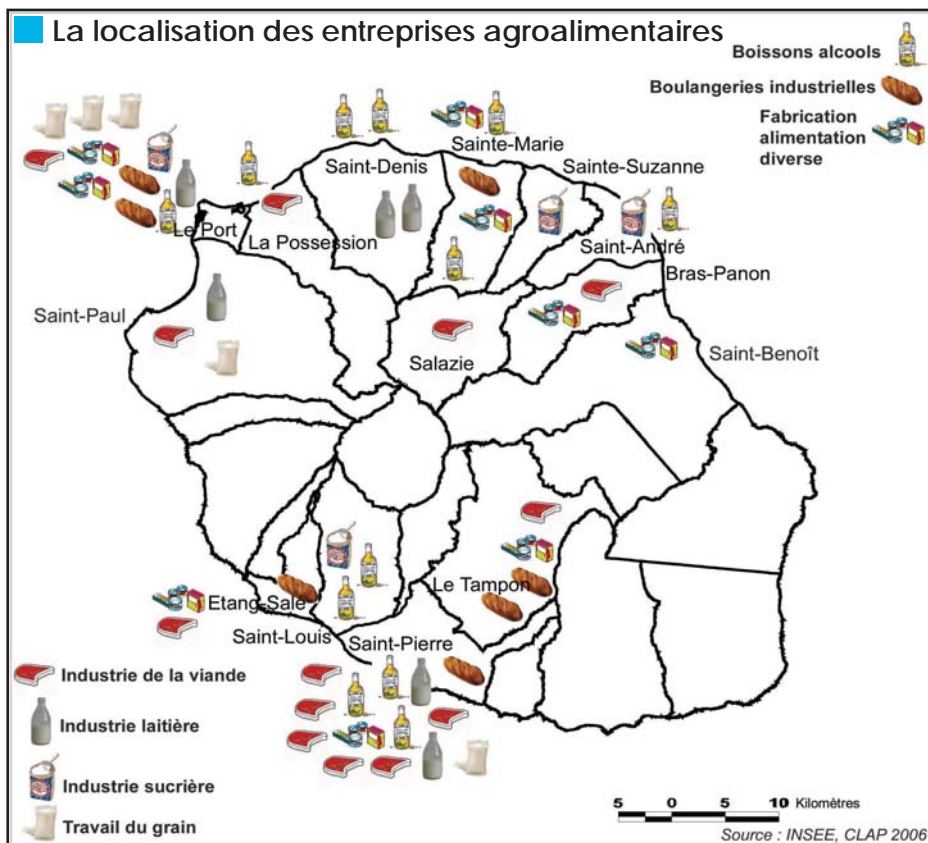 La localisation des entreprises agroalimentaires
Boissons alcools
Boulangeries industrielles
Fabrication
alimentation
diverse
Sainte-Marie
Saint-Denis
Sainte-Suzanne
Le Port
La Possession
Saint-André
Bras-Panon
Saint-Paul
Salazie
Saint-Benoît
Le Tampon
Etang-Salé
Saint-Louis
Saint-Pierre
Industrie de la viande
Industrie laitière
Industrie sucrière
Travail du grain
5 0 5 10 Kilomètres
Source : INSEE, CLAP 2006